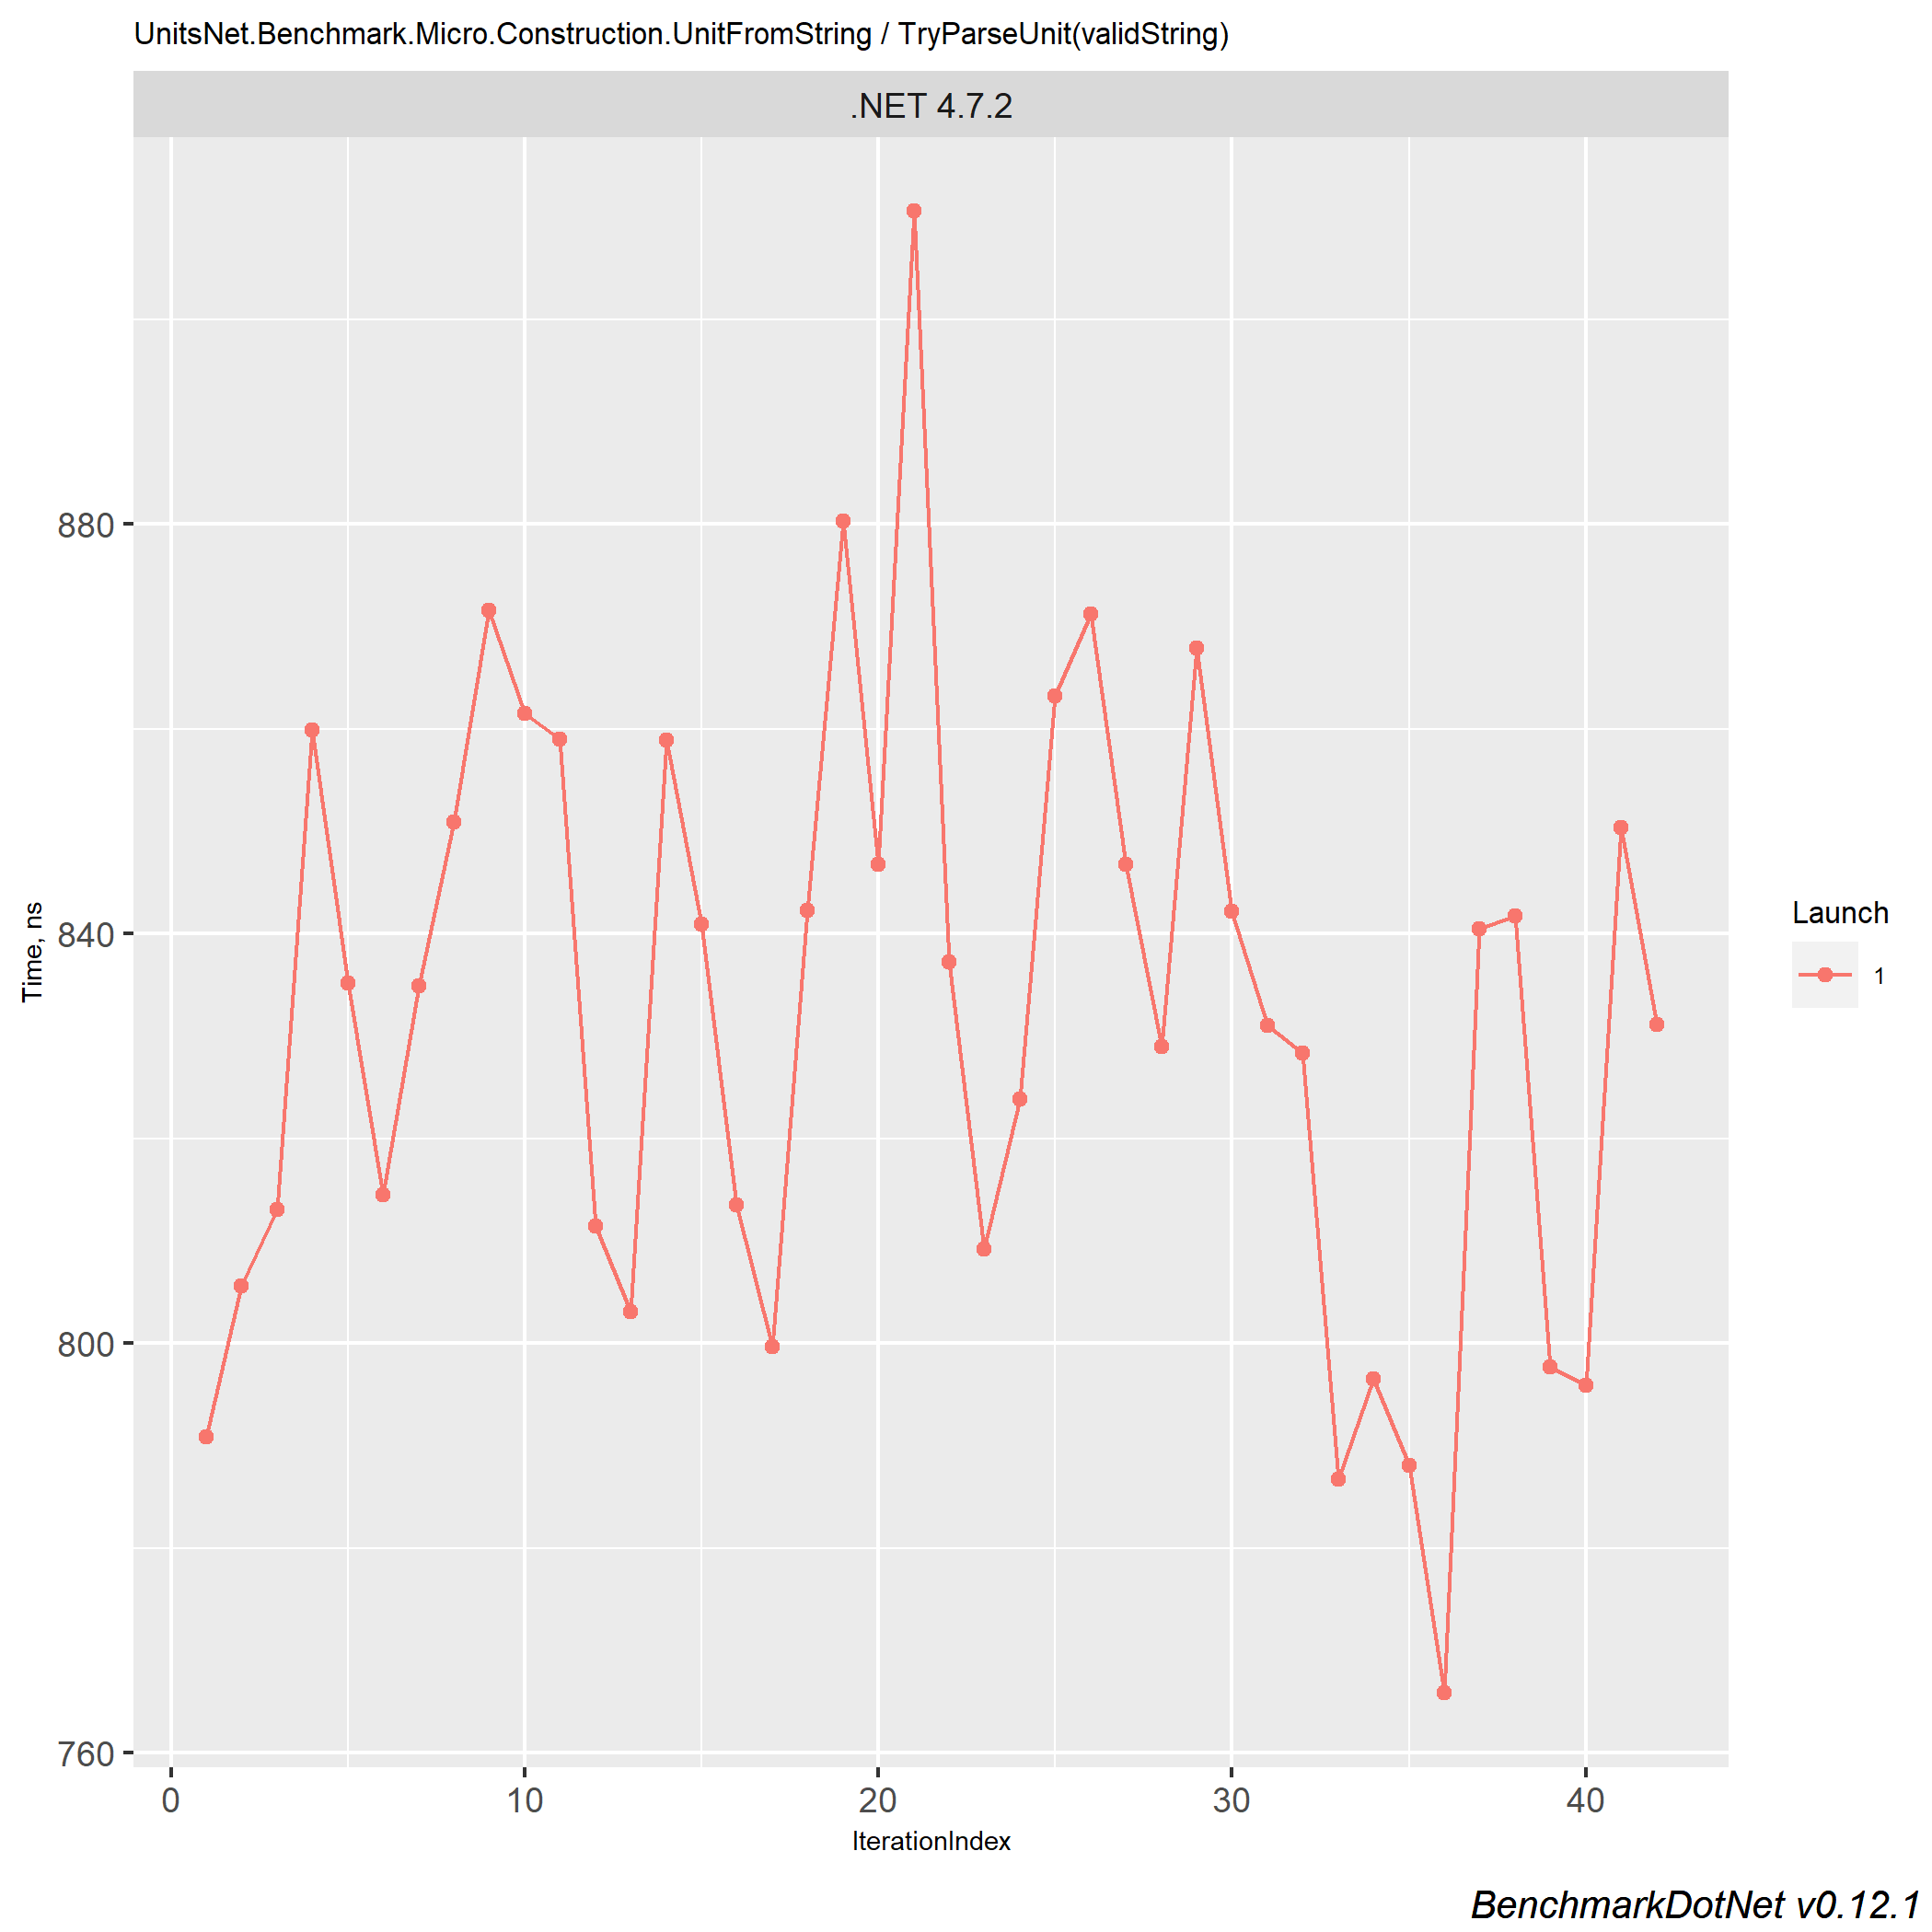 UnitsNet.Benchmark.Micro.Construction.UnitFromString / TryParseUnit(validString)
.NET 4.7.2
Time, ns
880
840
800
760
0 10 20 30 40
IterationIndex
Launch
1
BenchmarkDotNet v0.12.1